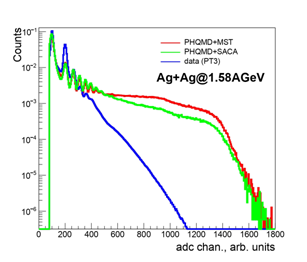 Counts
PHQMD+MST
PHQMD+SACA
data (PT3)
Ag+Ag@1.58AGeV
10⁻¹
10⁻²
10⁻³
10⁻⁴
10⁻⁵
10⁻⁶
0 200 400 600 800 1000 1200 1400 1600 1800
adc chan., arb. units